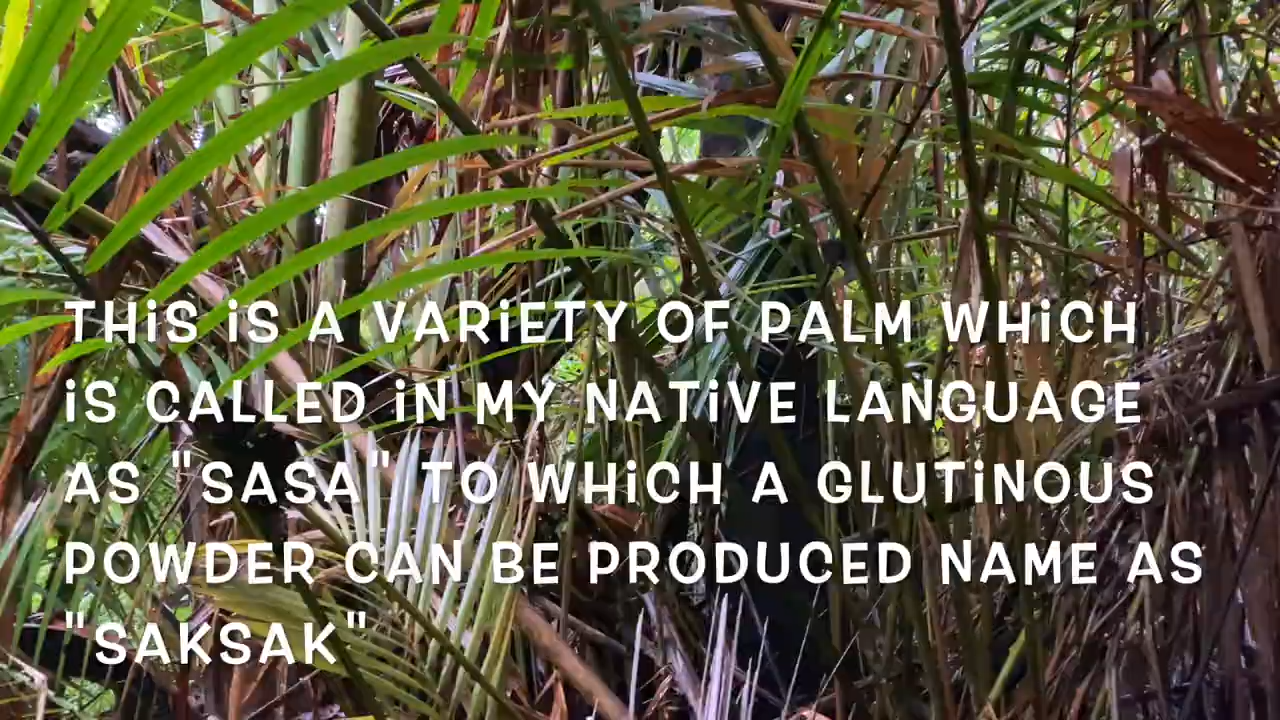 THiS iS A VARiETY OF PALM WHiCH
iS CALLED iN MY NATiVE LANGUAGE
AS "SASA" TO WHiCH A GLUTiNOUS
POWDER CAN BE PRODUCED NAME AS
"SAKSAK"